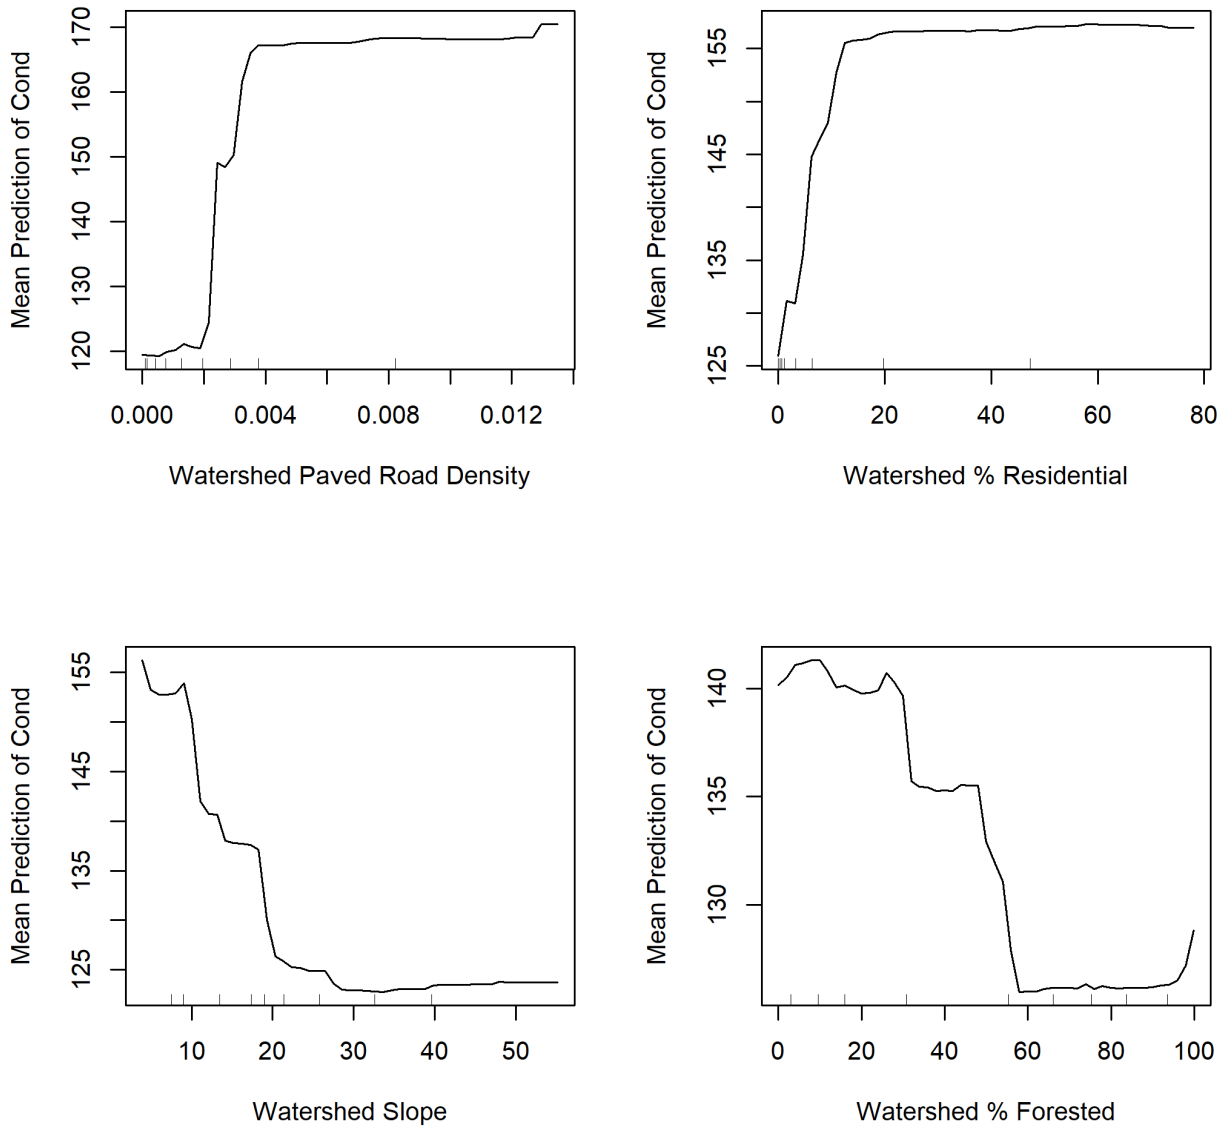 Mean Prediction of Cond
120 130 140 150 160 170
0.000 0.004 0.008 0.012
Watershed Paved Road Density
Mean Prediction of Cond
125 135 145 155
0 20 40 60 80
Watershed % Residential
Mean Prediction of Cond
125 135 145 155
10 20 30 40 50
Watershed Slope
Mean Prediction of Cond
130 135 140
0 20 40 60 80 100
Watershed % Forested